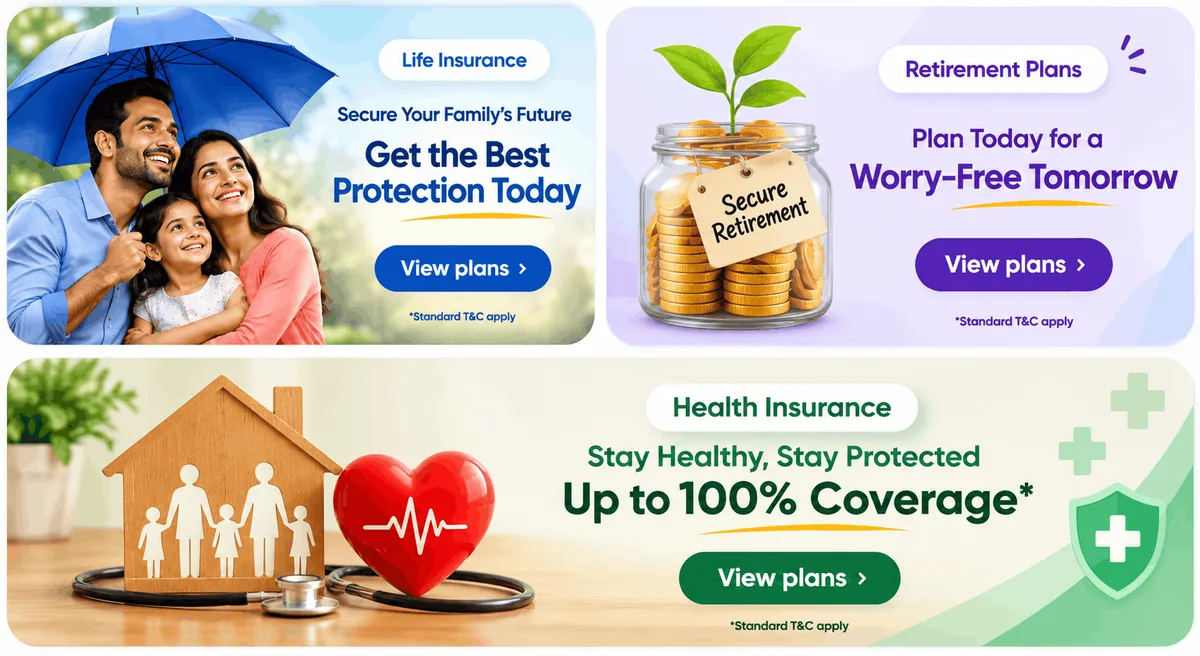 Life Insurance
Secure Your Family's Future
Get the Best
Protection Today
View plans ›
*Standard T&C apply
Retirement Plans
Plan Today for a
Worry-Free Tomorrow
View plans ›
*Standard T&C apply
Secure
Retirement
Health Insurance
Stay Healthy, Stay Protected
Up to 100% Coverage*
View plans ›
*Standard T&C apply